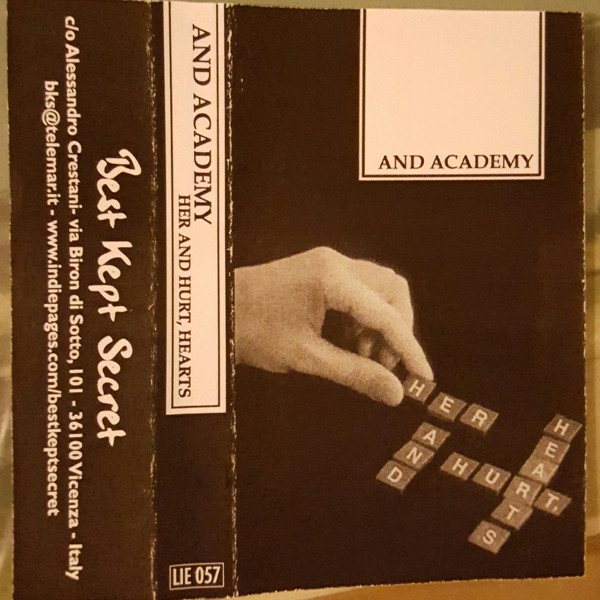 Best Kept Secret
c/o Alessandro Crestani- via Biron di Sotto, 101 - 36100 Vicenza - Italy
bks@telemar.it - www.indiepages.com/bestkeptsecret
AND ACADEMY
HER AND HURT, HEARTS
LIE 057
AND ACADEMY
HER
AND
HURT,
HEARTS